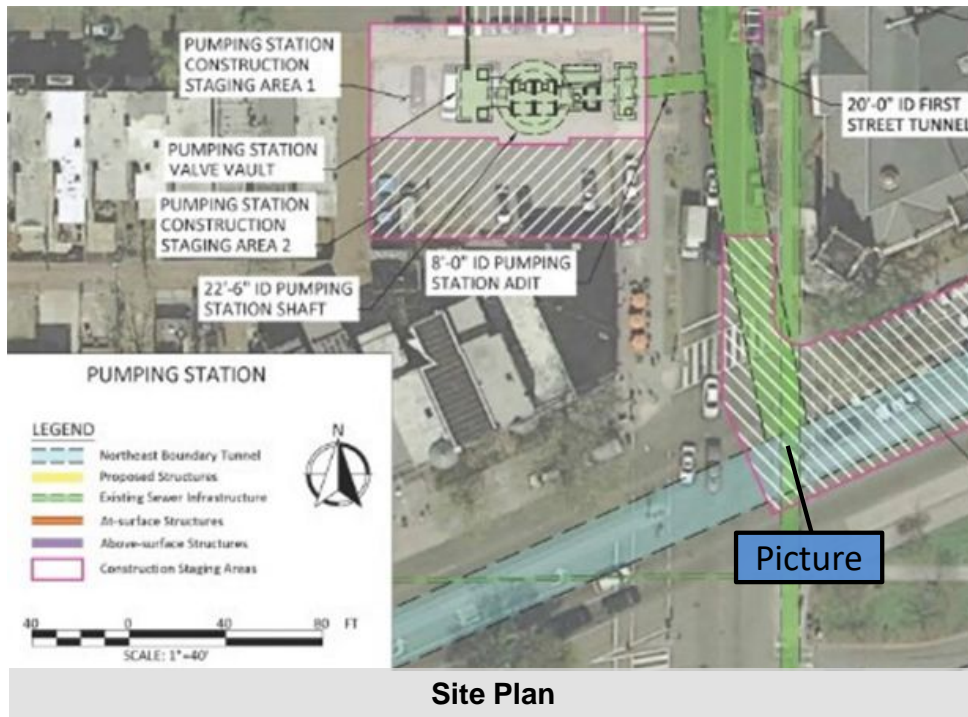 PUMPING STATION
CONSTRUCTION
STAGING AREA 1
PUMPING STATION
VALVE VAULT
PUMPING STATION
CONSTRUCTION
STAGING AREA 2
22'-6" ID PUMPING
STATION SHAFT
8'-0" ID PUMPING
STATION ADIT
20'-0" ID FIRST
STREET TUNNEL
PUMPING STATION
LEGEND
Northeast Boundary Tunnel
Proposed Structures
Existing Sewer Infrastructure
At-surface Structures
Above-surface Structures
Construction Staging Areas
N
40 0 40 80 FT
SCALE: 1"=40'
Picture
Site Plan